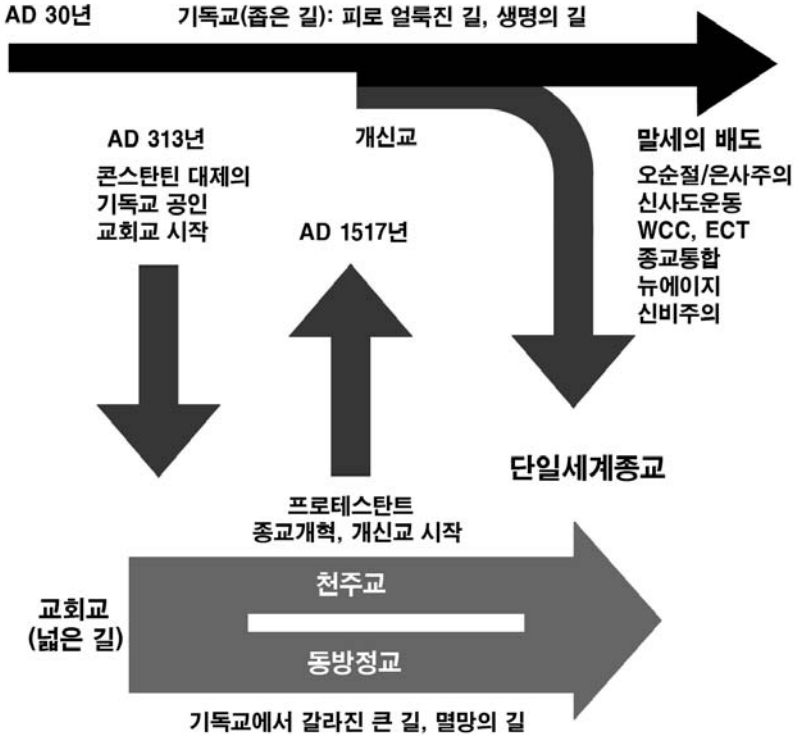 AD 30년
기독교(좁은 길): 피로 얼룩진 길, 생명의 길
AD 313년
콘스탄틴 대제의
기독교 공인
교회교 시작
개신교
AD 1517년
말세의 배도
오순절/은사주의
신사도운동
WCC, ECT
종교통합
뉴에이지
신비주의
단일세계종교
프로테스탄트
종교개혁, 개신교 시작
교회교
(넓은 길)
천주교
동방정교
기독교에서 갈라진 큰 길, 멸망의 길